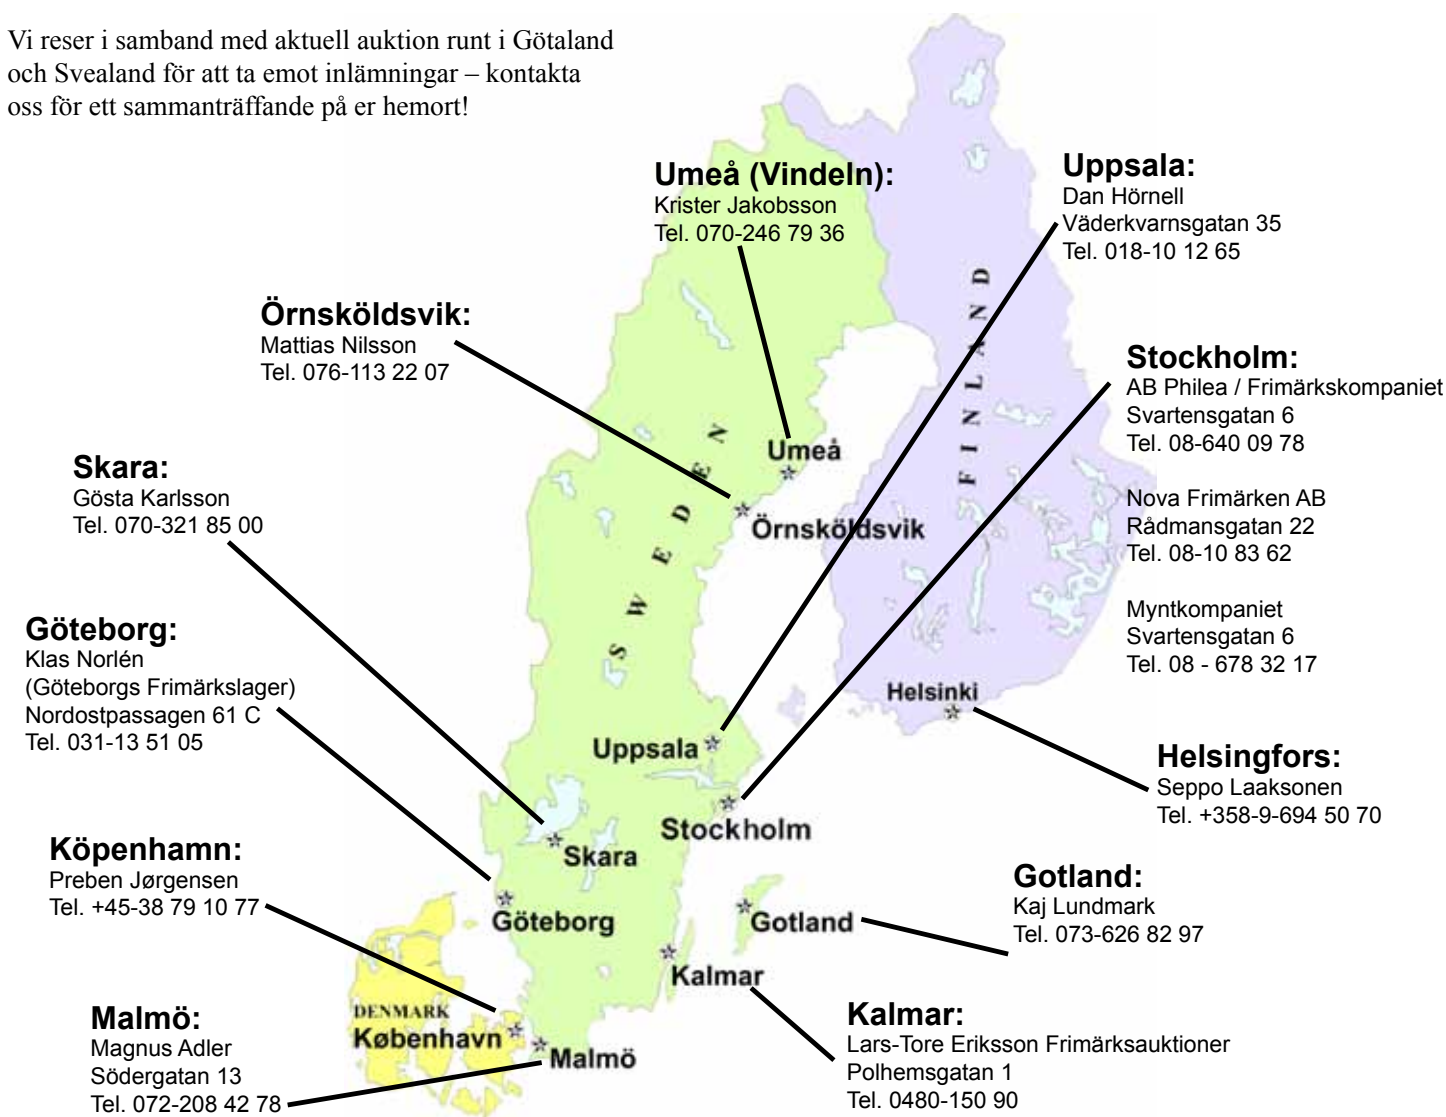 Vi reser i samband med aktuell auktion runt i Götaland
och Svealand för att ta emot inlämningar – kontakta
oss för ett sammanträffande på er hemort!
Umeå (Vindeln):
Krister Jakobsson
Tel. 070-246 79 36
Uppsala:
Dan Hörnell
Väderkvarnsgatan 35
Tel. 018-10 12 65
Örnsköldsvik:
Mattias Nilsson
Tel. 076-113 22 07
Stockholm:
AB Philea / Frimärkskompaniet
Svartensgatan 6
Tel. 08-640 09 78
Nova Frimärken AB
Rådmansgatan 22
Tel. 08-10 83 62
Myntkompaniet
Svartensgatan 6
Tel. 08 - 678 32 17
Skara:
Gösta Karlsson
Tel. 070-321 85 00
Göteborg:
Klas Norlén
(Göteborgs Frimärkslager)
Nordostpassagen 61 C
Tel. 031-13 51 05
Helsingfors:
Seppo Laaksonen
Tel. +358-9-694 50 70
Köpenhamn:
Preben Jørgensen
Tel. +45-38 79 10 77
Gotland:
Kaj Lundmark
Tel. 073-626 82 97
Malmö:
Magnus Adler
Södergatan 13
Tel. 072-208 42 78
Kalmar:
Lars-Tore Eriksson Frimärksauktioner
Polhemsgatan 1
Tel. 0480-150 90
SWEDEN
FINLAND
Umeå
Örnsköldsvik
Helsinki
Uppsala
Stockholm
Skara
Göteborg
Gotland
Kalmar
DENMARK
København
Malmö